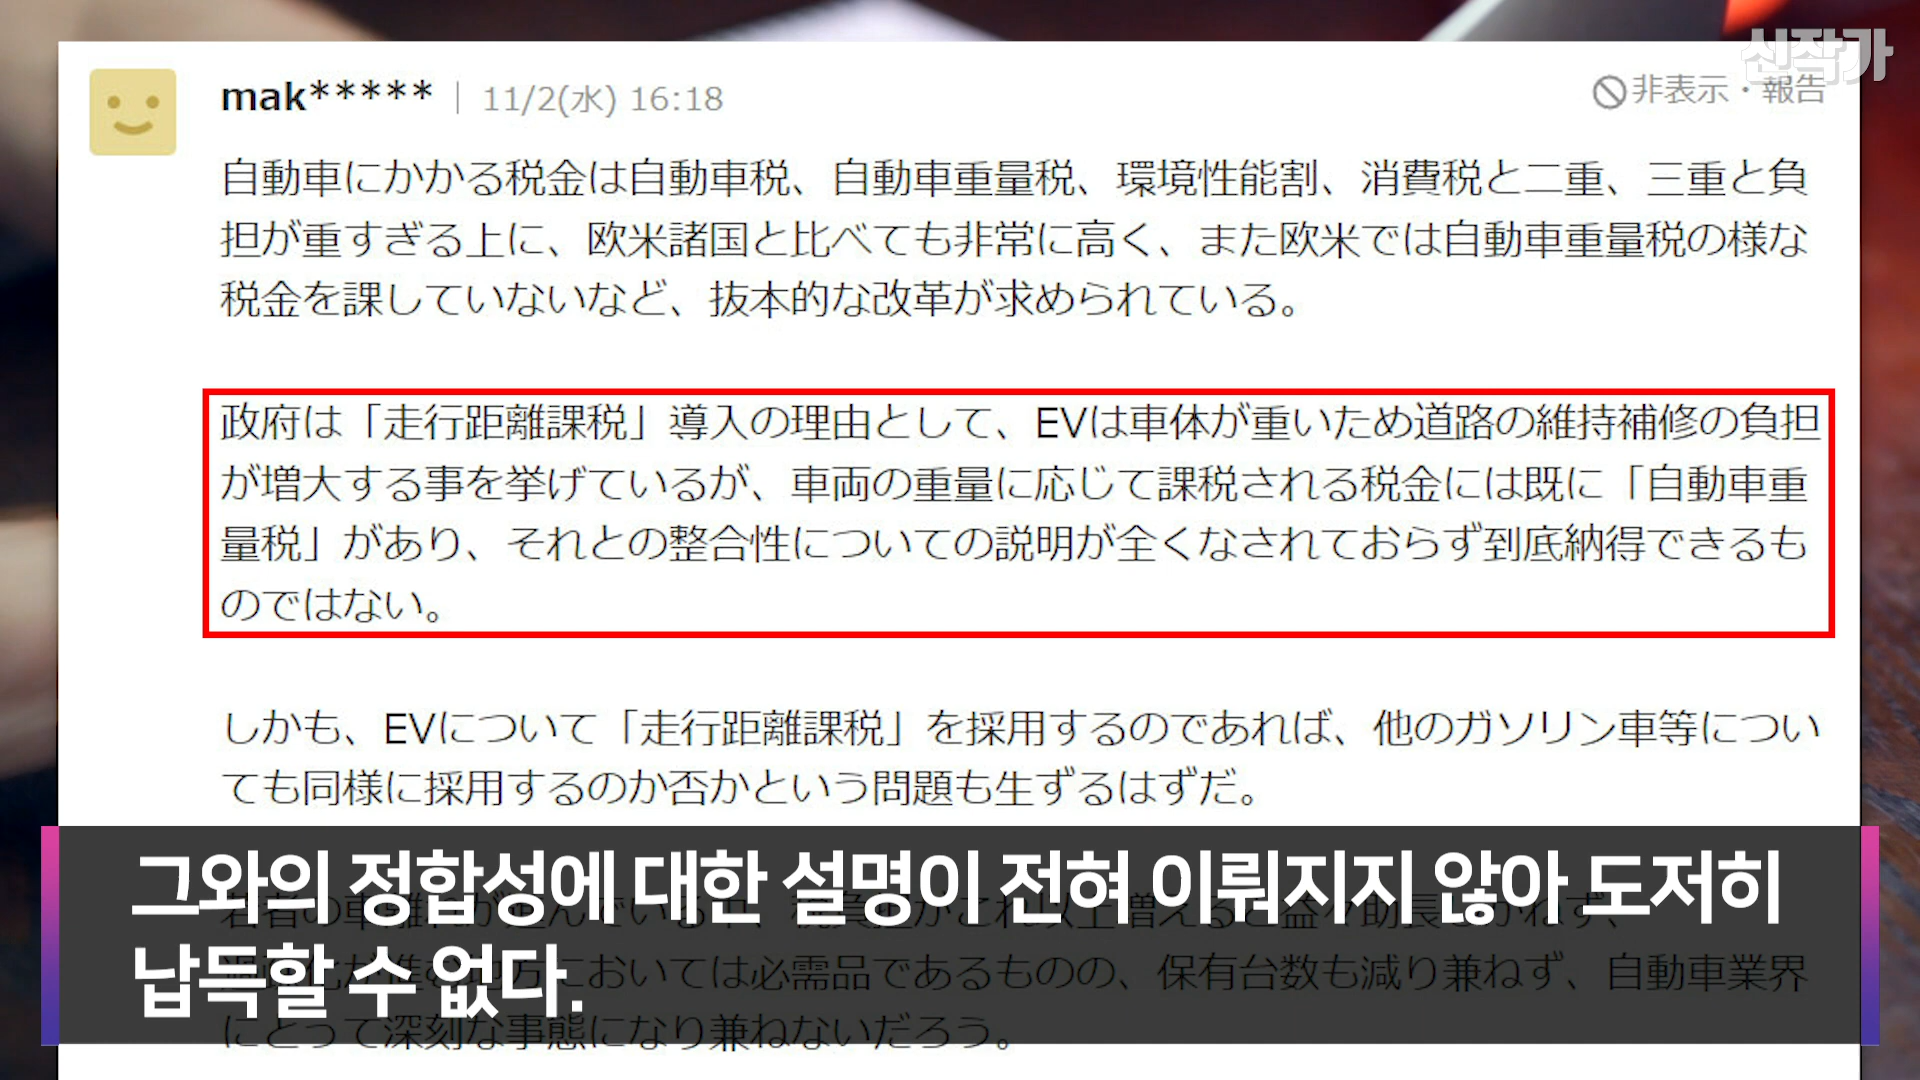 신작가
mak***** 11/2(水) 16:18
非表示・報告
自動車にかかる税金は自動車税、自動車重量税、環境性能割、消費税と二重、三重と負
担が重すぎる上に、欧米諸国と比べても非常に高く、また欧米では自動車重量税の様な
税金を課していないなど、抜本的な改革が求められている。
政府は「走行距離課税」導入の理由として、EVは車体が重いため道路の維持補修の負担
が増大する事を挙げているが、車両の重量に応じて課税される税金には既に「自動車重
量税」があり、それとの整合性についての説明が全くなされておらず到底納得できるも
のではない。
しかも、EVについて「走行距離課税」を採用するのであれば、他のガソリン車等につい
ても同様に採用するのか否かという問題も生ずるはずだ。
그와의 정합성에 대한 설명이 전혀 이뤄지지 않아 도저히
납득할 수 없다.
においては必需品であるものの、保有台数も減り兼ねず、自動車業界
にとって深刻な事態になり兼ねないだろう。